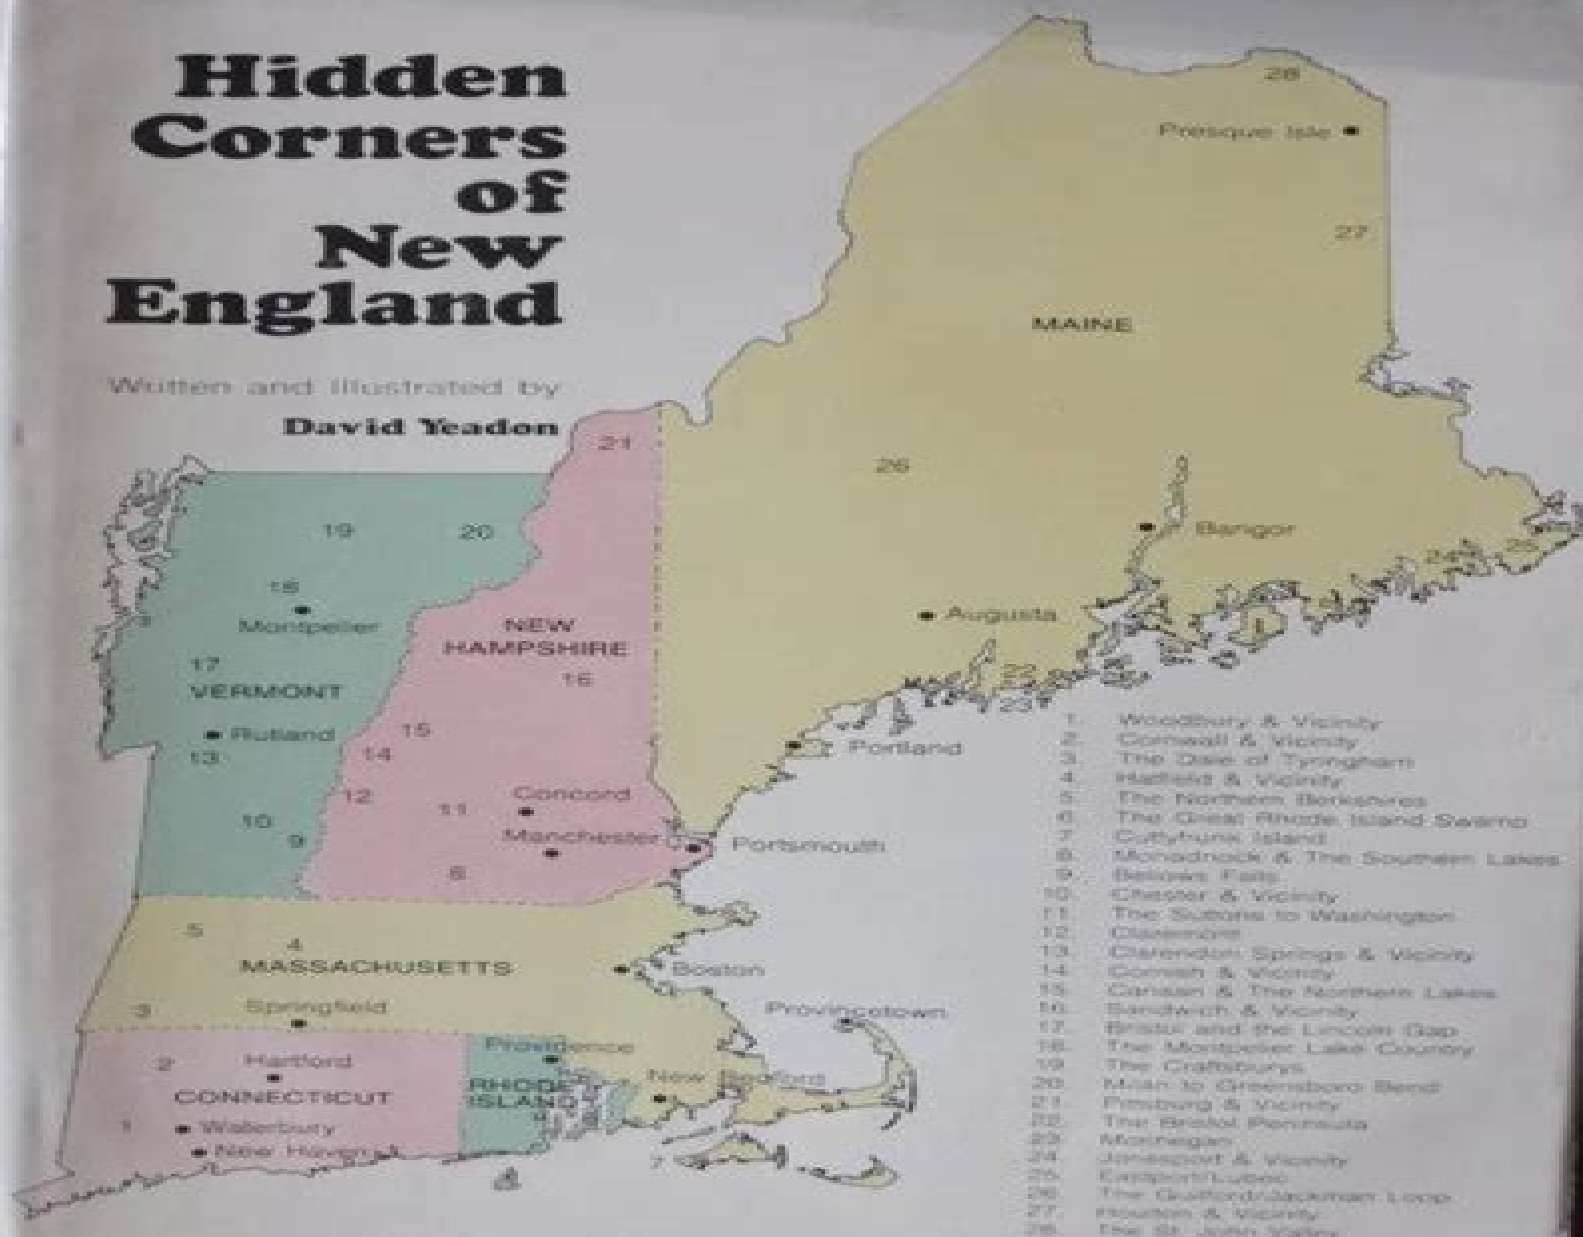 Hidden
Corners
of
New
England
Written and Illustrated by
David Yeadon
28
Presque Isle
27
MAINE
21
26
19
20
Bangor
24
25
18
Montpelier
Augusta
NEW
HAMPSHIRE
17
VERMONT
16
23
Rutland
15
13
14
Portland
12
Concord
11
10
9
Manchester
Portsmouth
8
5
4
MASSACHUSETTS
Boston
3
Springfield
Provincetown
2
Hartford
Providence
New Bedford
CONNECTICUT
RHODE
ISLAND
1
Waterbury
New Haven
7
1. Woodbury & Vicinity
2. Cornwall & Vicinity
3. The Dale of Tyringham
4. Hatfield & Vicinity
5. The Northern Berkshires
6. The Great Rhode Island Swamp
7. Cuttyhunk Island
8. Monadnock & The Southern Lakes
9. Bellows Falls
10. Chester & Vicinity
11. The Suttons to Washington
12. Claremont
13. Clarendon Springs & Vicinity
14. Cornish & Vicinity
15. Canaan & The Northern Lakes
16. Sandwich & Vicinity
17. Bristol and the Lincoln Gap
18. The Montpelier Lake Country
19. The Craftsburys
20. to Greensboro Bend
21. Pittsburg & Vicinity
22. The Bristol Peninsula
23. Monhegan
24. Jonesport & Vicinity
25. Eastport/Lubec
26. The Guilford/Jackman Loop
27. Houlton & Vicinity
28. The St. John Valley